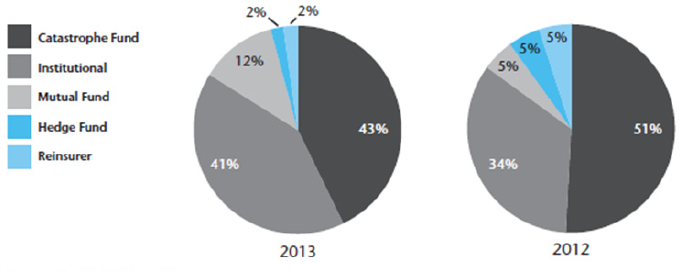 Catastrophe Fund
Institutional
Mutual Fund
Hedge Fund
Reinsurer
2%
2%
12%
43%
41%
2013
5%
5%
5%
51%
34%
2012